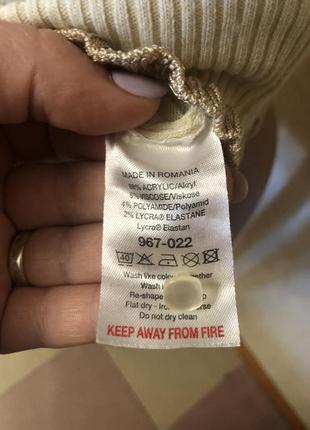 MADE IN ROMANIA
ACRYLIC/Akryl
VISCOSE/Viskose
4% POLYAMIDE/Polyamid
2% LYCRA® ELASTANE
Lycra® Elastan
967-022
40
Wash like colours
Wash
Re-shape
Flat dry -
Do not dry clean
KEEP AWAY FROM FIRE